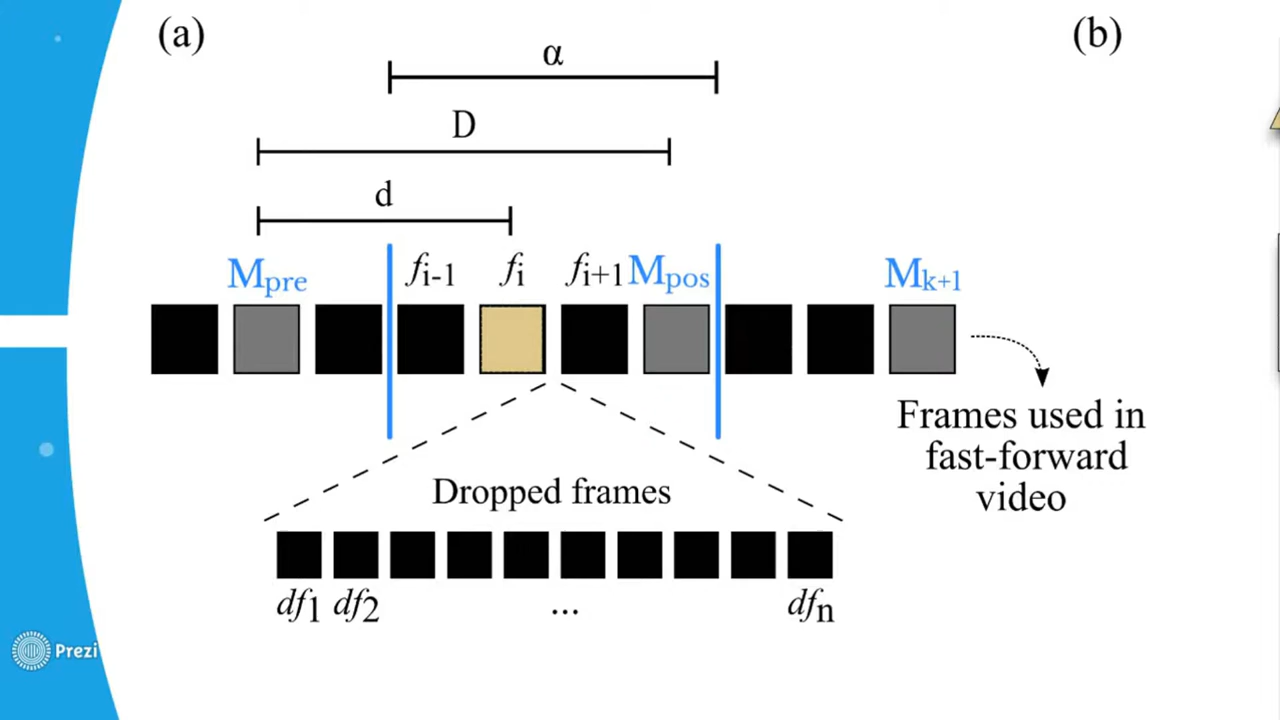 (a)
(b)
α
D
d
Mpre
fi-1
fi
fi+1
Mpos
Mk+1
Frames used in
fast-forward
video
Dropped frames
df1
df2
...
dfn
Prezi